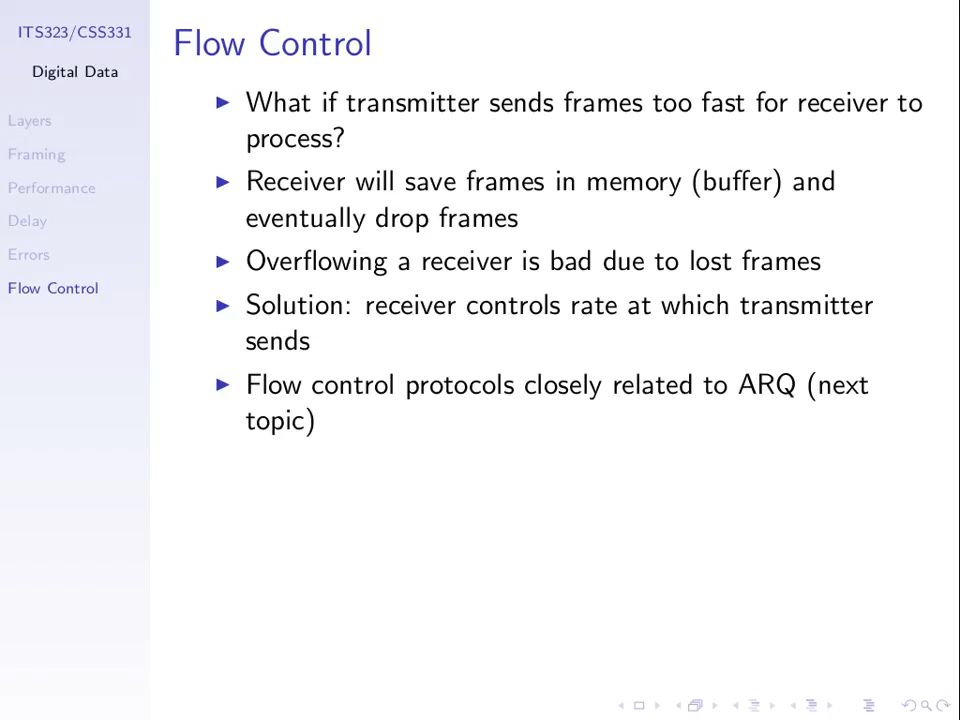 ITS323/CSS331
Digital Data
Layers
Framing
Performance
Delay
Errors
Flow Control
Flow Control
What if transmitter sends frames too fast for receiver to
process?
Receiver will save frames in memory (buffer) and
eventually drop frames
Overflowing a receiver is bad due to lost frames
Solution: receiver controls rate at which transmitter
sends
Flow control protocols closely related to ARQ (next
topic)